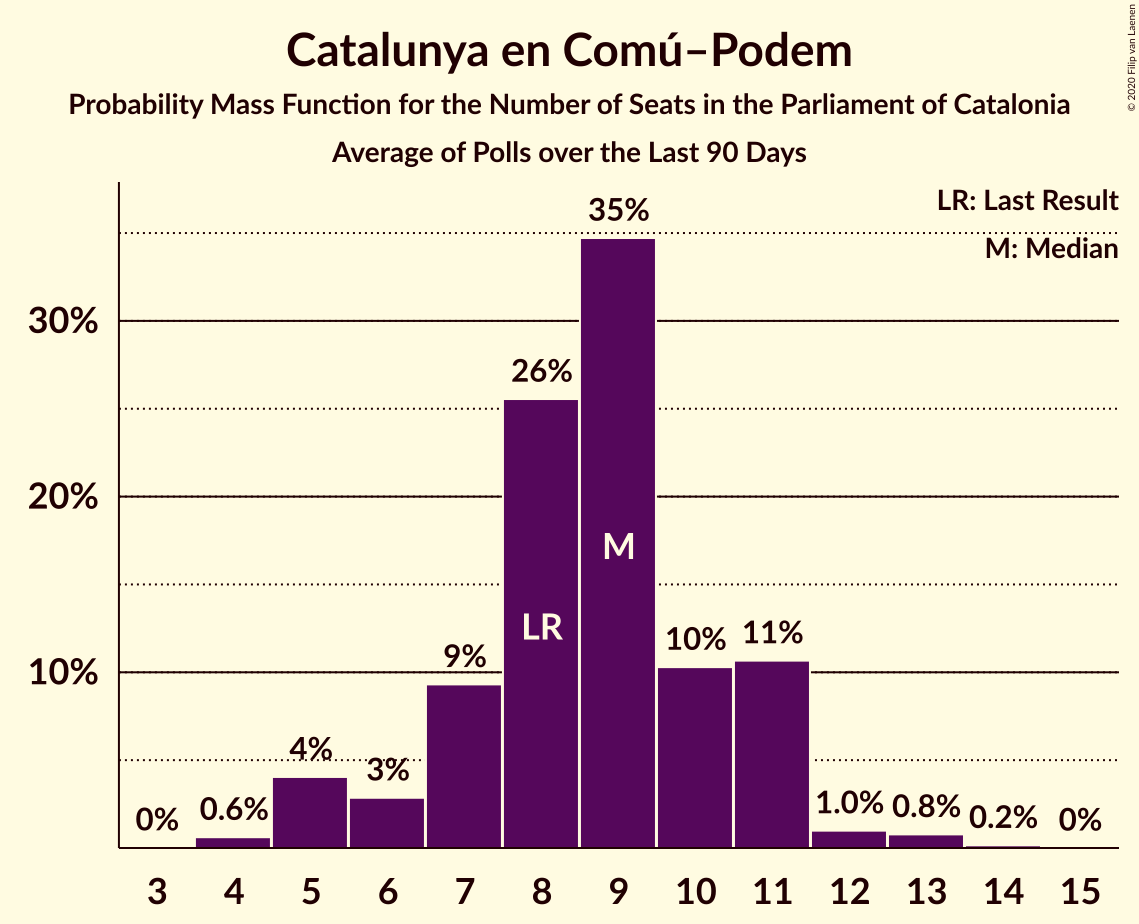 Catalunya en Comú–Podem
Probability Mass Function for the Number of Seats in the Parliament of Catalonia
Average of Polls over the Last 90 Days
© 2020 Filip van Laenen
LR: Last Result
M: Median
30%
20%
10%
0%
0.6%
4%
3%
9%
26%
35%
10%
11%
1.0%
0.8%
0.2%
0%
LR
M
3 4 5 6 7 8 9 10 11 12 13 14 15